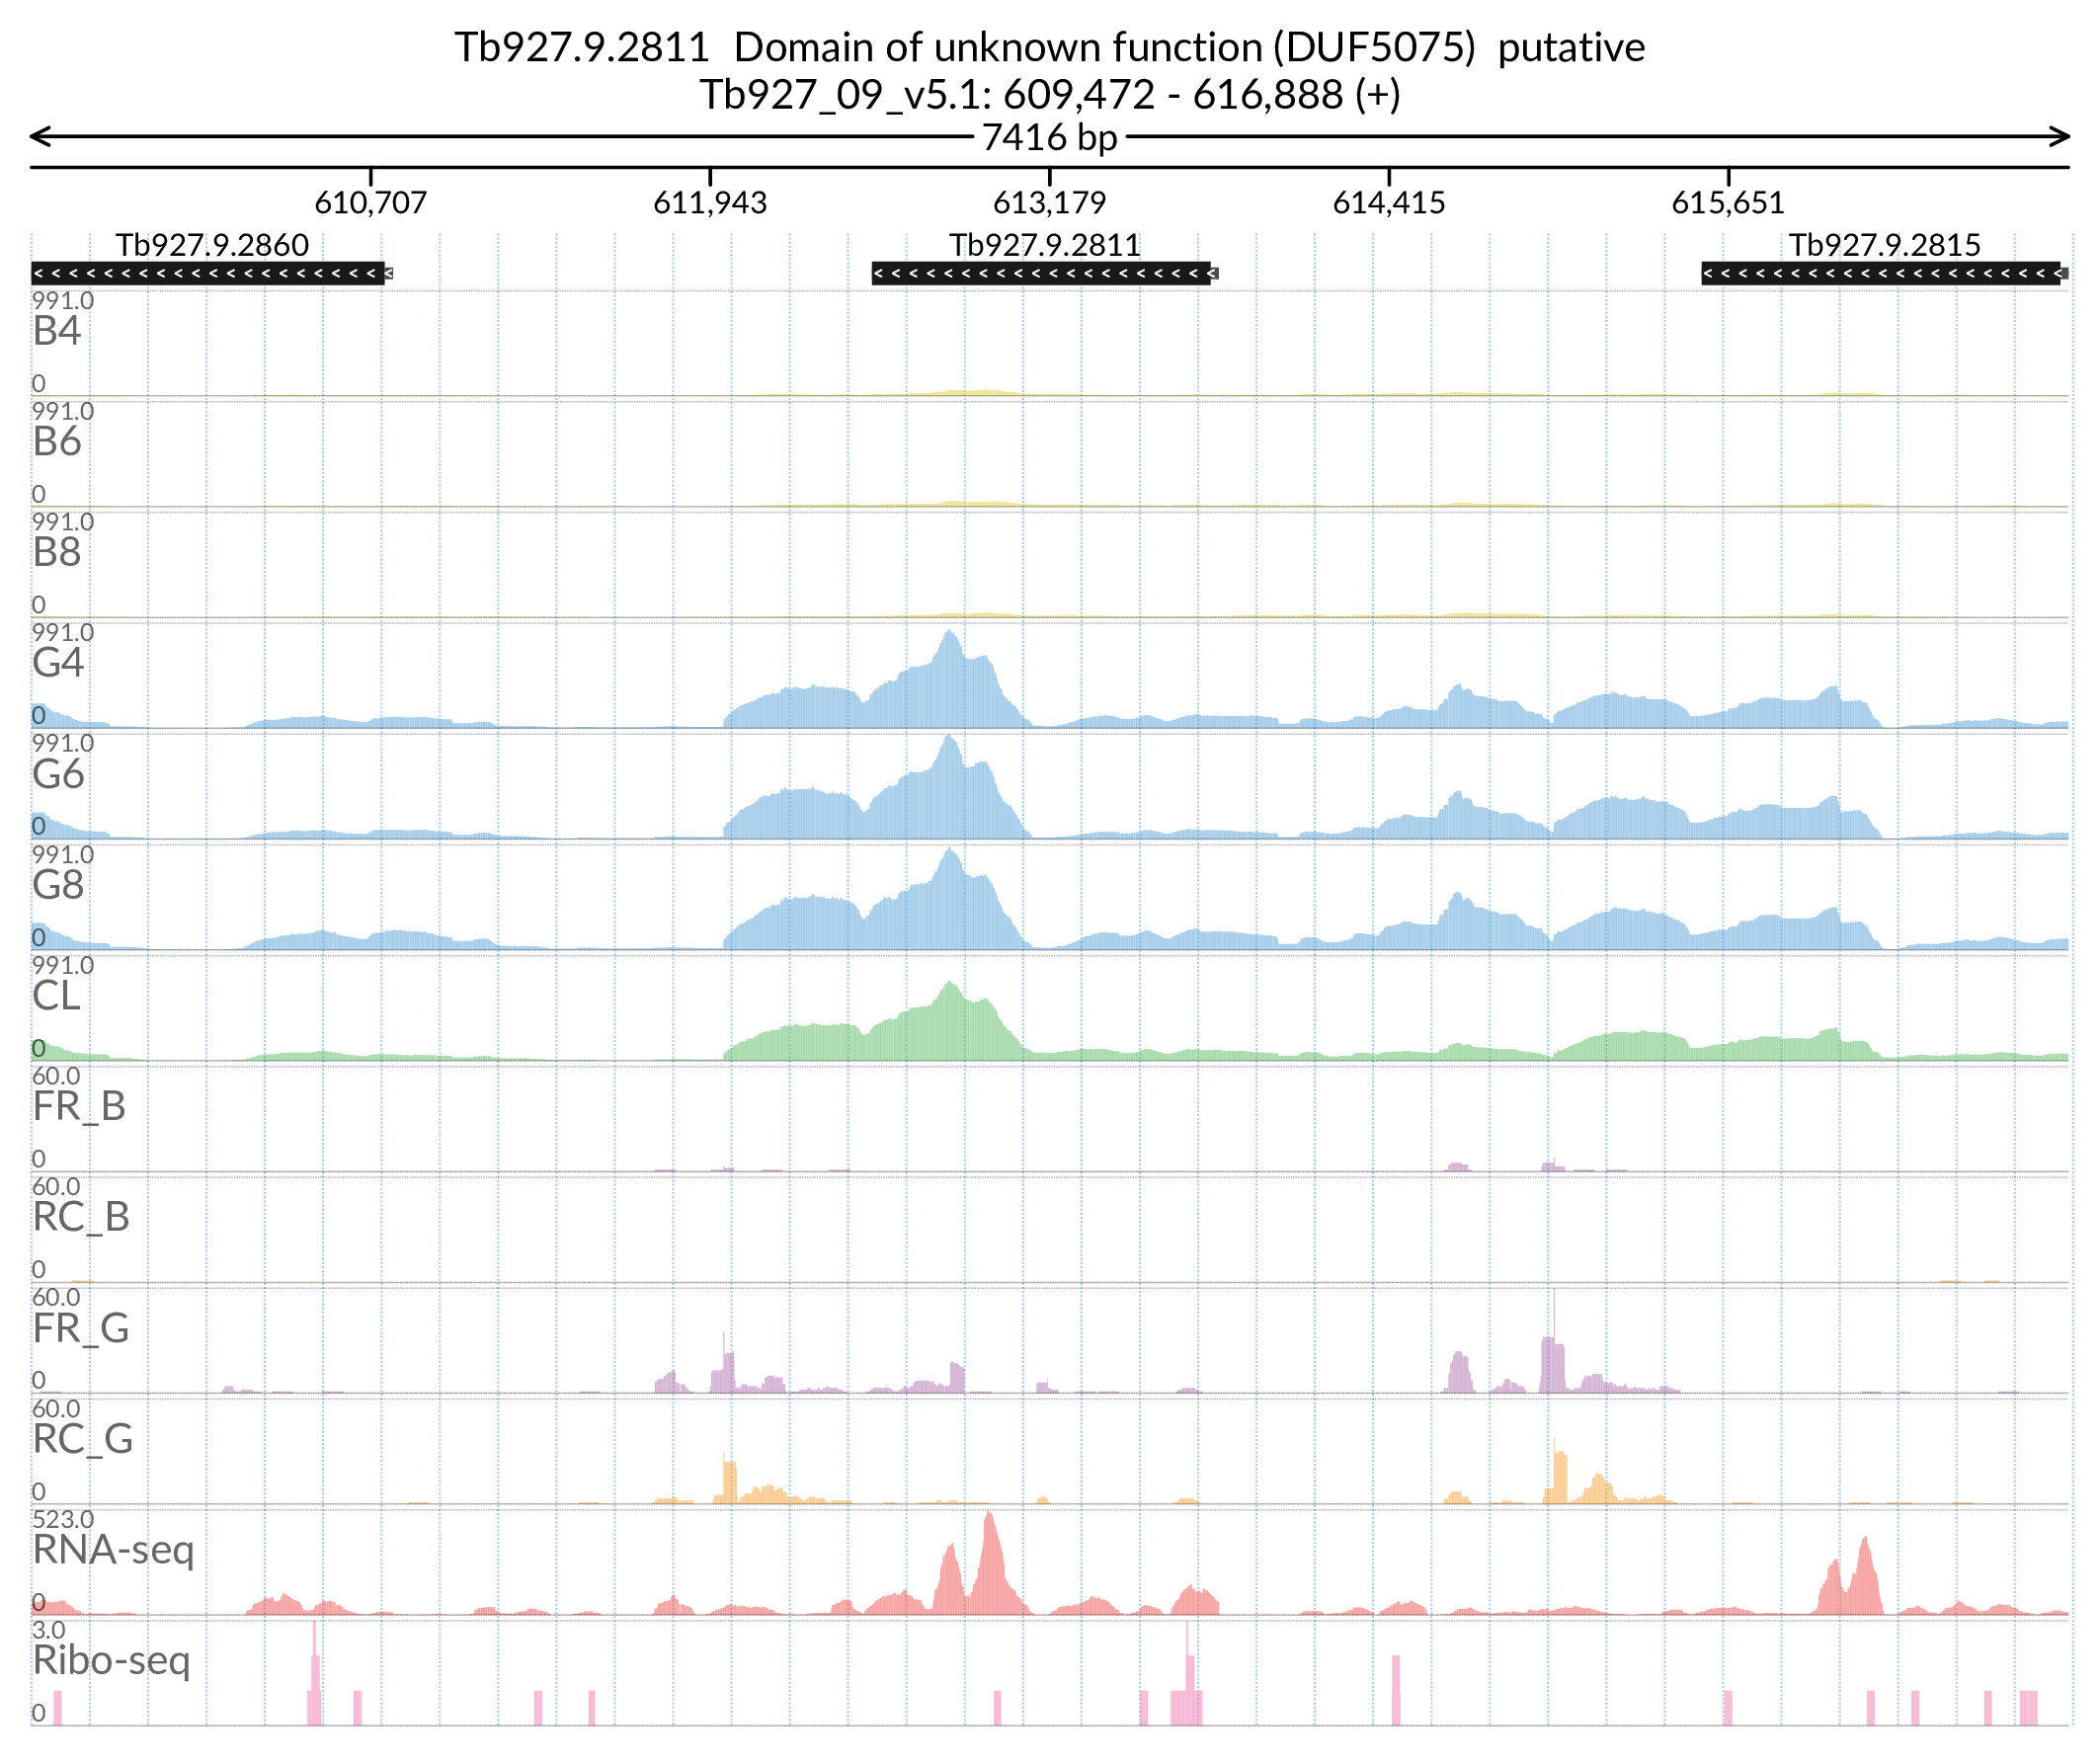 Tb927.9.2811  Domain of unknown function (DUF5075)  putative
Tb927_09_v5.1: 609,472 - 616,888 (+)
7416 bp
610,707 611,943 613,179 614,415 615,651
Tb927.9.2860 Tb927.9.2811 Tb927.9.2815
991.0
B4
0
991.0
B6
0
991.0
B8
0
991.0
G4
0
991.0
G6
0
991.0
G8
0
991.0
CL
0
60.0
FR_B
0
60.0
RC_B
0
60.0
FR_G
0
60.0
RC_G
0
523.0
RNA-seq
0
3.0
Ribo-seq
0